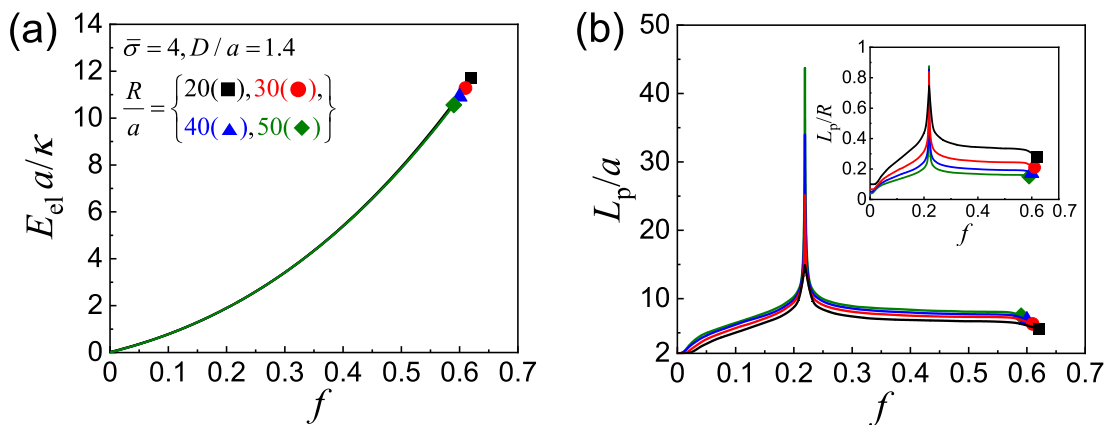 (a)
14
12
10
8
6
4
2
0
E_el a/κ
σ̄ = 4, D / a = 1.4
R/a = {20(■), 30(●),
40(▲), 50(◆)}
0 0.1 0.2 0.3 0.4 0.5 0.6 0.7
f
(b)
50
40
30
20
10
2
L_p/a
0 0.1 0.2 0.3 0.4 0.5 0.6 0.7
f
1
0.8
0.6
0.4
0.2
0
L_p/R
0 0.2 0.4 0.6 0.7
f